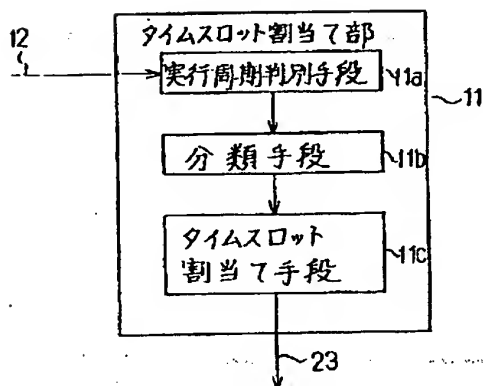 12
タイムスロット割当て部
実行周期判別手段
11a
11
分類手段
11b
タイムスロット
割当て手段
11c
23